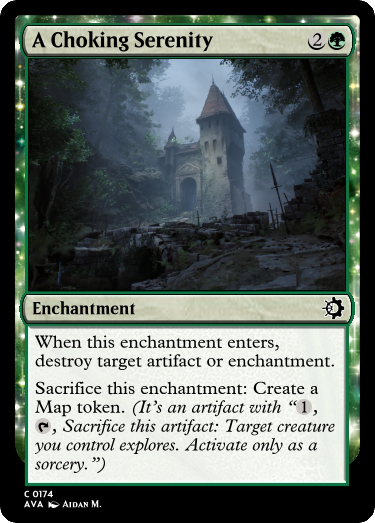 A Choking Serenity 2
Enchantment
When this enchantment enters,
destroy target artifact or enchantment.
Sacrifice this enchantment: Create a
Map token. (It's an artifact with “1,
, Sacrifice this artifact: Target creature
you control explores. Activate only as a
sorcery.”)
C 0174
AVA Aidan M.